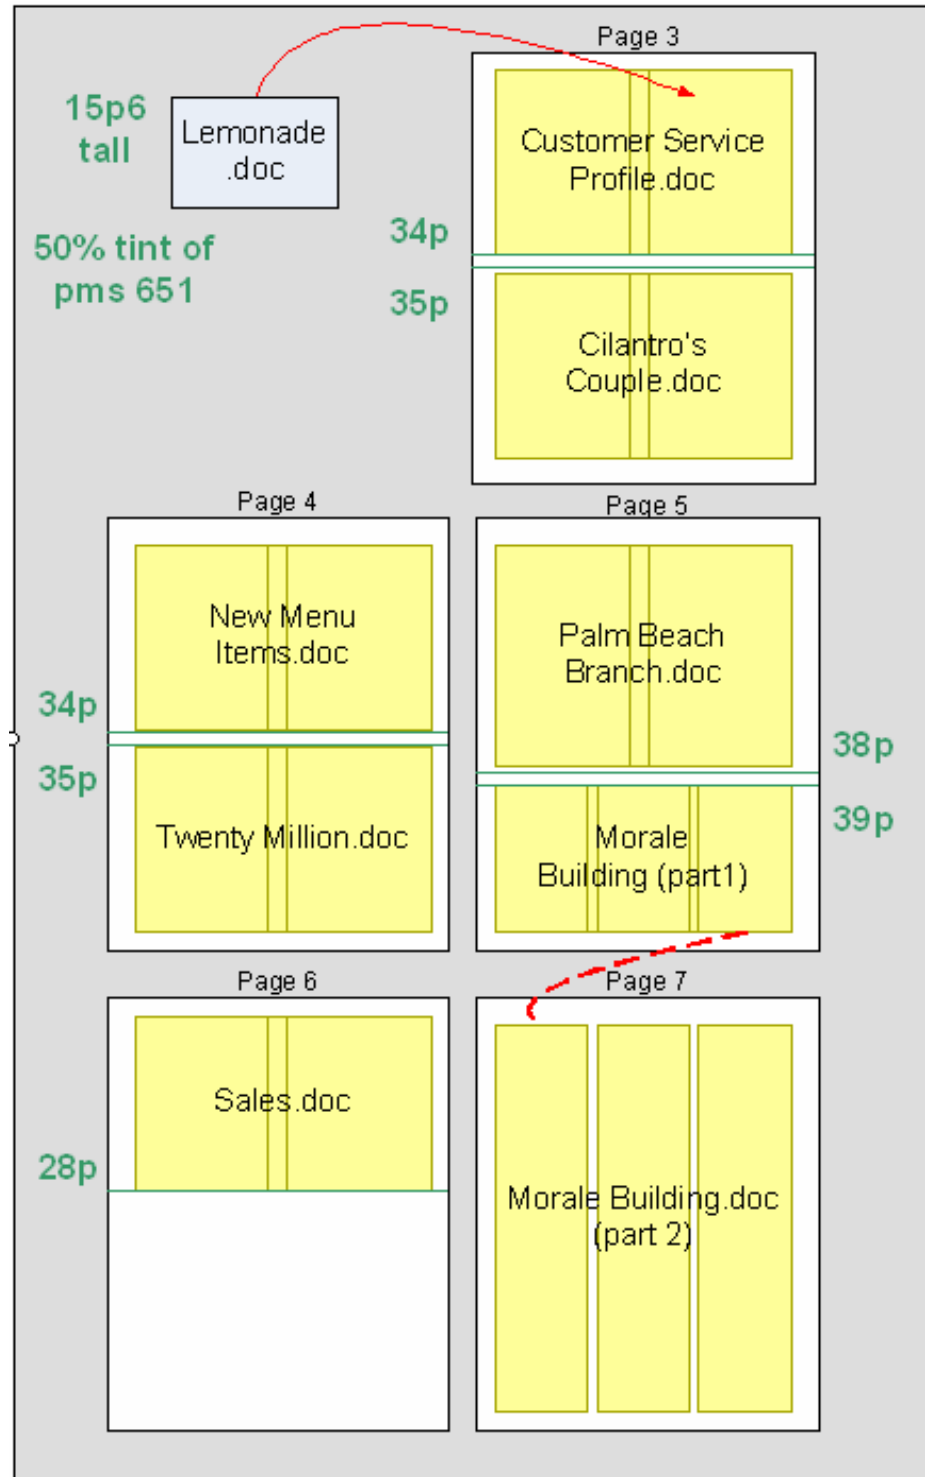 Page 3
15p6
tall
Lemonade
.doc
50% tint of
pms 651
Customer Service
Profile.doc
34p
35p
Cilantro's
Couple.doc
Page 4
New Menu
Items.doc
34p
35p
Twenty Million.doc
Page 5
Palm Beach
Branch.doc
38p
39p
Morale
Building (part1)
Page 6
Sales.doc
28p
Page 7
Morale Building.doc
(part 2)